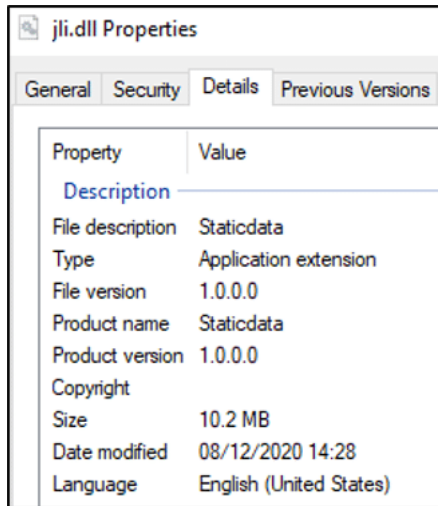 jli.dll Properties
General Security Details Previous Versions
Property Value
Description
File description Staticdata
Type Application extension
File version 1.0.0.0
Product name Staticdata
Product version 1.0.0.0
Copyright
Size 10.2 MB
Date modified 08/12/2020 14:28
Language English (United States)